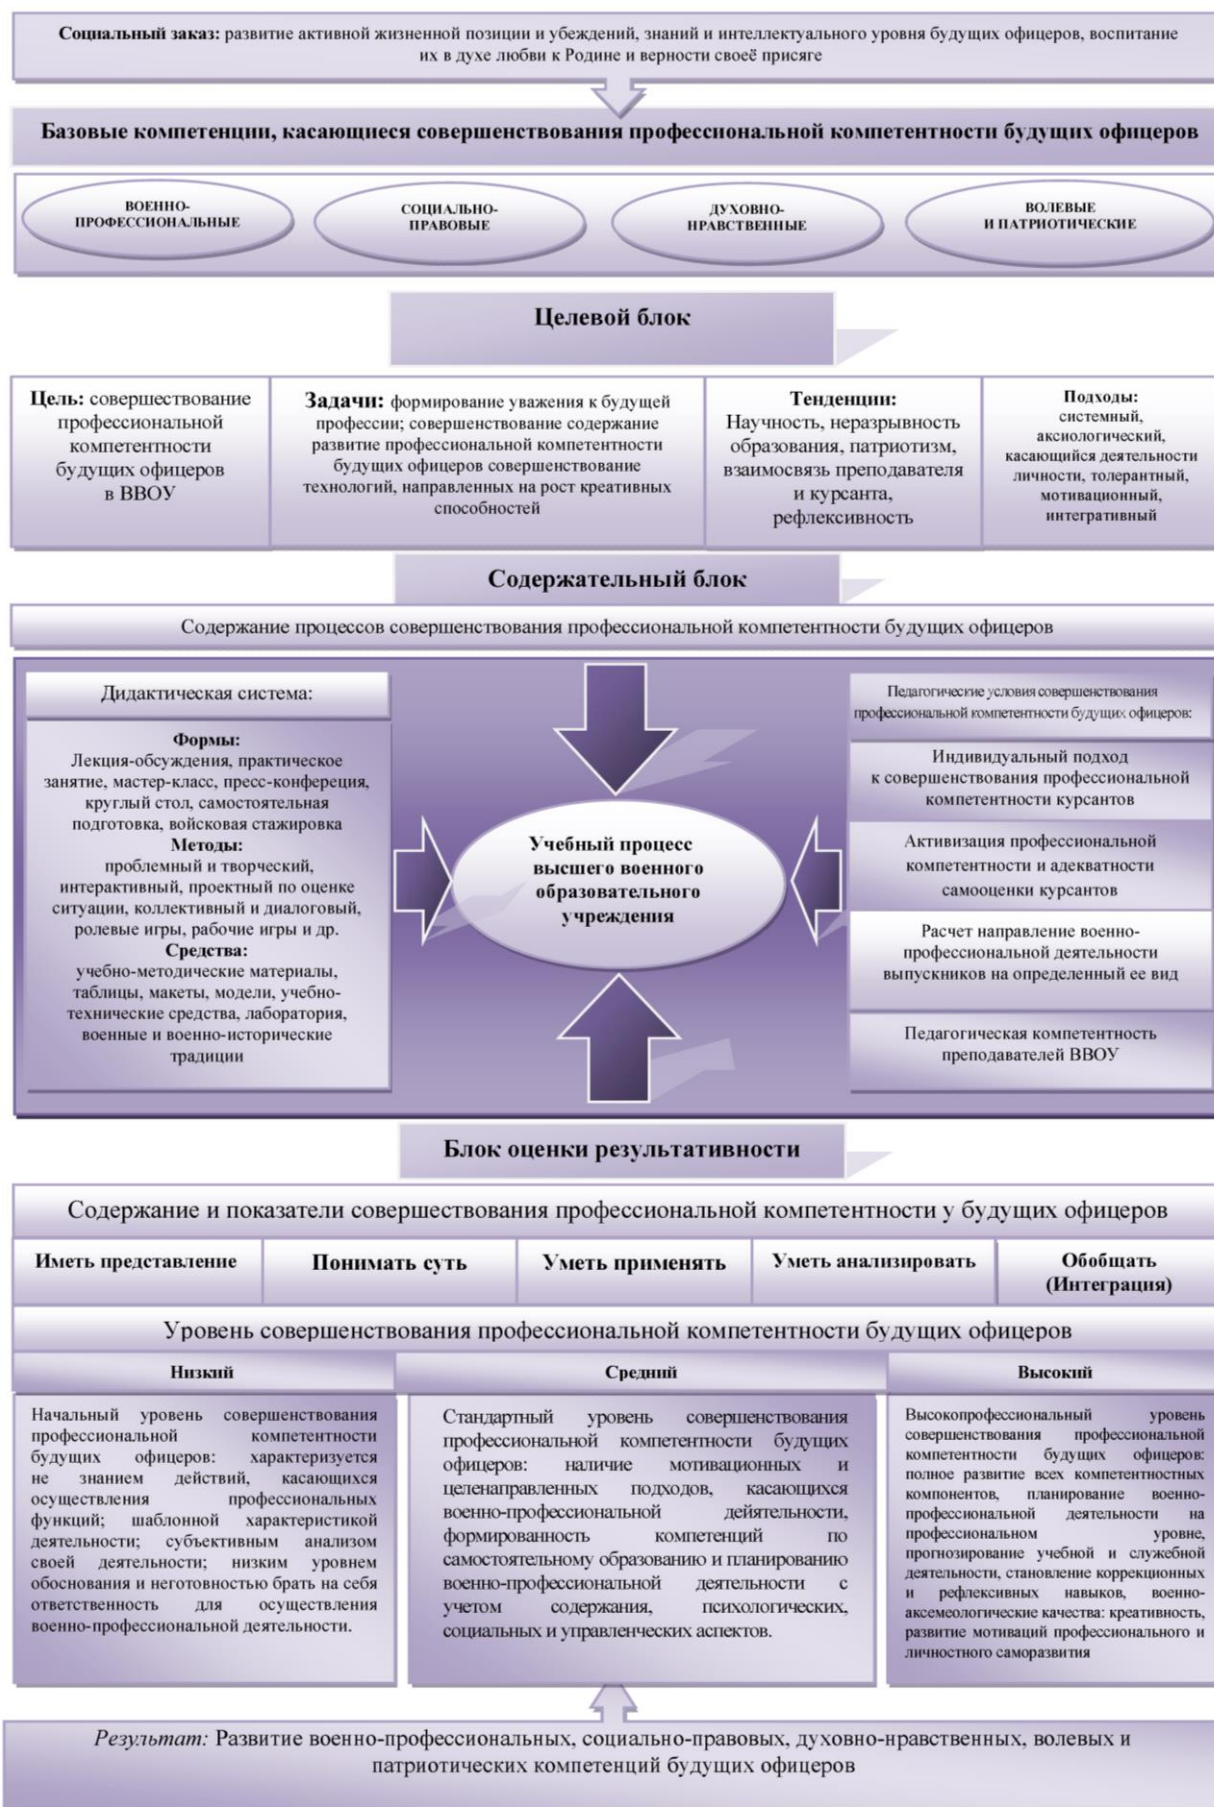 Социальный заказ: развитие активной жизненной позиции и убеждений, знаний и интеллектуального уровня будущих офицеров, воспитание
их в духе любви к Родине и верности своеё присяге
Базовые компетенции, касающиеся совершенствования профессиональной компетентности будущих офицеров
ВОЕННО-
ПРОФЕССИОНАЛЬНЫЕ
СОЦИАЛЬНО-
ПРАВОВЫЕ
ДУХОВНО-
НРАВСТВЕННЫЕ
ВОЛЕВЫЕ
И ПАТРИОТИЧЕСКИЕ
Целевой блок
Цель: совершествование
профессиональной
компетентности
будущих офицеров
в ВВОУ
Задачи: формирование уважения к будущей
профессии; совершенствование содержание
развитие профессиональной компетентности
будущих офицеров совершенствование
технологий, направленных на рост креативных
способностей
Тенденции:
Научность, неразрывность
образования, патриотизм,
взаимосвязь преподавателя
и курсанта,
рефлексивность
Подходы:
системный,
аксиологический,
касающийся деятельности
личности, толерантный,
мотивационный,
интегративный
Содержательный блок
Содержание процессов совершенствования профессиональной компетентности будущих офицеров
Дидактическая система:
Формы:
Лекция-обсуждения, практическое
занятие, мастер-класс, пресс-конфереция,
круглый стол, самостоятельная
подготовка, войсковая стажировка
Методы:
проблемный и творческий,
интерактивный, проектный по оценке
ситуации, коллективный и диалоговый,
ролевые игры, рабочие игры и др.
Средства:
учебно-методические материалы,
таблицы, макеты, модели, учебно-
технические средства, лаборатория,
военные и военно-исторические
традиции
Учебный процесс
высшего военного
образовательного
учреждения
Педагогические условия совершенствования
профессиональной компетентности будущих офицеров:
Индивидуальный подход
к совершенствования профессиональной
компетентности курсантов
Активизация профессиональной
компетентности и адекватности
самооценки курсантов
Расчет направление военно-
профессиональной деятельности
выпускников на определенный ее вид
Педагогическая компетентность
преподавателей ВВОУ
Блок оценки результативности
Содержание и показатели совершествования профессиональной компетентности у будущих офицеров
Иметь представление
Понимать суть
Уметь применять
Уметь анализировать
Обобщать
(Интеграция)
Уровень совершенствования профессиональной компетентности будущих офицеров
Низкий
Средний
Высокий
Начальный уровень совершенствования
профессиональной компетентности
будущих офицеров: характеризуется
не знанием действий, касающихся
осуществления профессиональных
функций; шаблонной характеристикой
деятельности; субъективным анализом
своей деятельности; низким уровнем
обоснования и неготовностью брать на себя
ответственность для осуществления
военно-профессиональной деятельности.
Стандартный уровень совершенствования
профессиональной компетентности будущих
офицеров: наличие мотивационных и
целенаправленных подходов, касающихся
военно-профессиональной дейятельности,
формированность компетенций по
самостоятельному образованию и планированию
военно-профессиональной деятельности с
учетом содержания, психологических,
социальных и управленческих аспектов.
Высокопрофессиональный уровень
совершенствования профессиональной
компетентности будущих офицеров:
полное развитие всех компетентностных
компонентов, планирование военно-
профессиональной деятельности на
профессиональном уровне,
прогнозирование учебной и служебной
деятельности, становление коррекционных
и рефлексивных навыков, военно-
аксемеологические качества: креативность,
развитие мотиваций профессионального и
личностного саморазвития
Результат: Развитие военно-профессиональных, социально-правовых, духовно-нравственных, волевых и
патриотических компетенций будущих офицеров